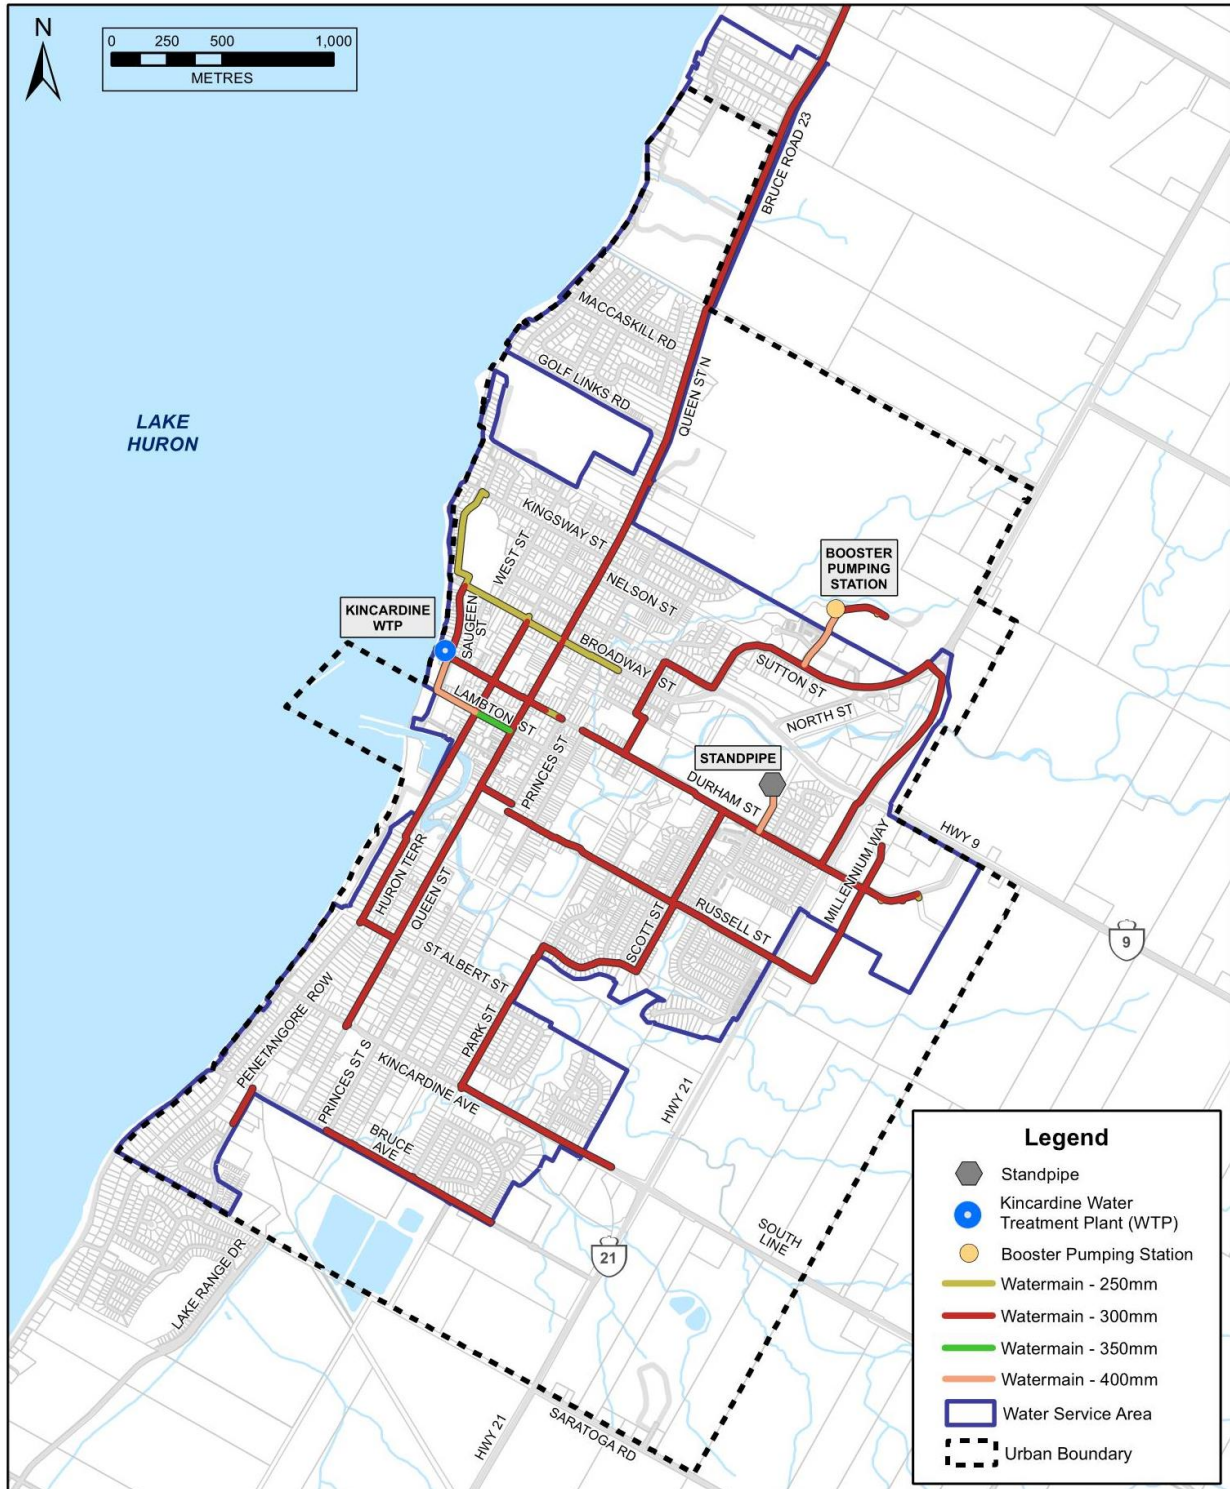 N
0 250 500 1,000
METRES
BRUCE ROAD 23
MACCASKILL RD
GOLF LINKS RD
QUEEN ST N
LAKE
HURON
KINGSWAY ST
WEST ST
NELSON ST
BOOSTER
PUMPING
STATION
KINCARDINE
WTP
SAUGEEN
ST
BROADWAY ST
SUTTON ST
LAMBTON ST
NORTH ST
PRINCES ST
STANDPIPE
DURHAM ST
HWY 9
MILLENNIUM WAY
HURON TERR
QUEEN ST
SCOTT ST
RUSSELL ST
9
ST ALBERT ST
PENETANGORE ROW
PARK ST
PRINCES ST S
KINCARDINE AVE
HWY 21
BRUCE
AVE
SOUTH
LINE
21
LAKE RANGE DR
HWY 21
SARATOGA RD
Legend
Standpipe
Kincardine Water
Treatment Plant (WTP)
Booster Pumping Station
Watermain - 250mm
Watermain - 300mm
Watermain - 350mm
Watermain - 400mm
Water Service Area
Urban Boundary